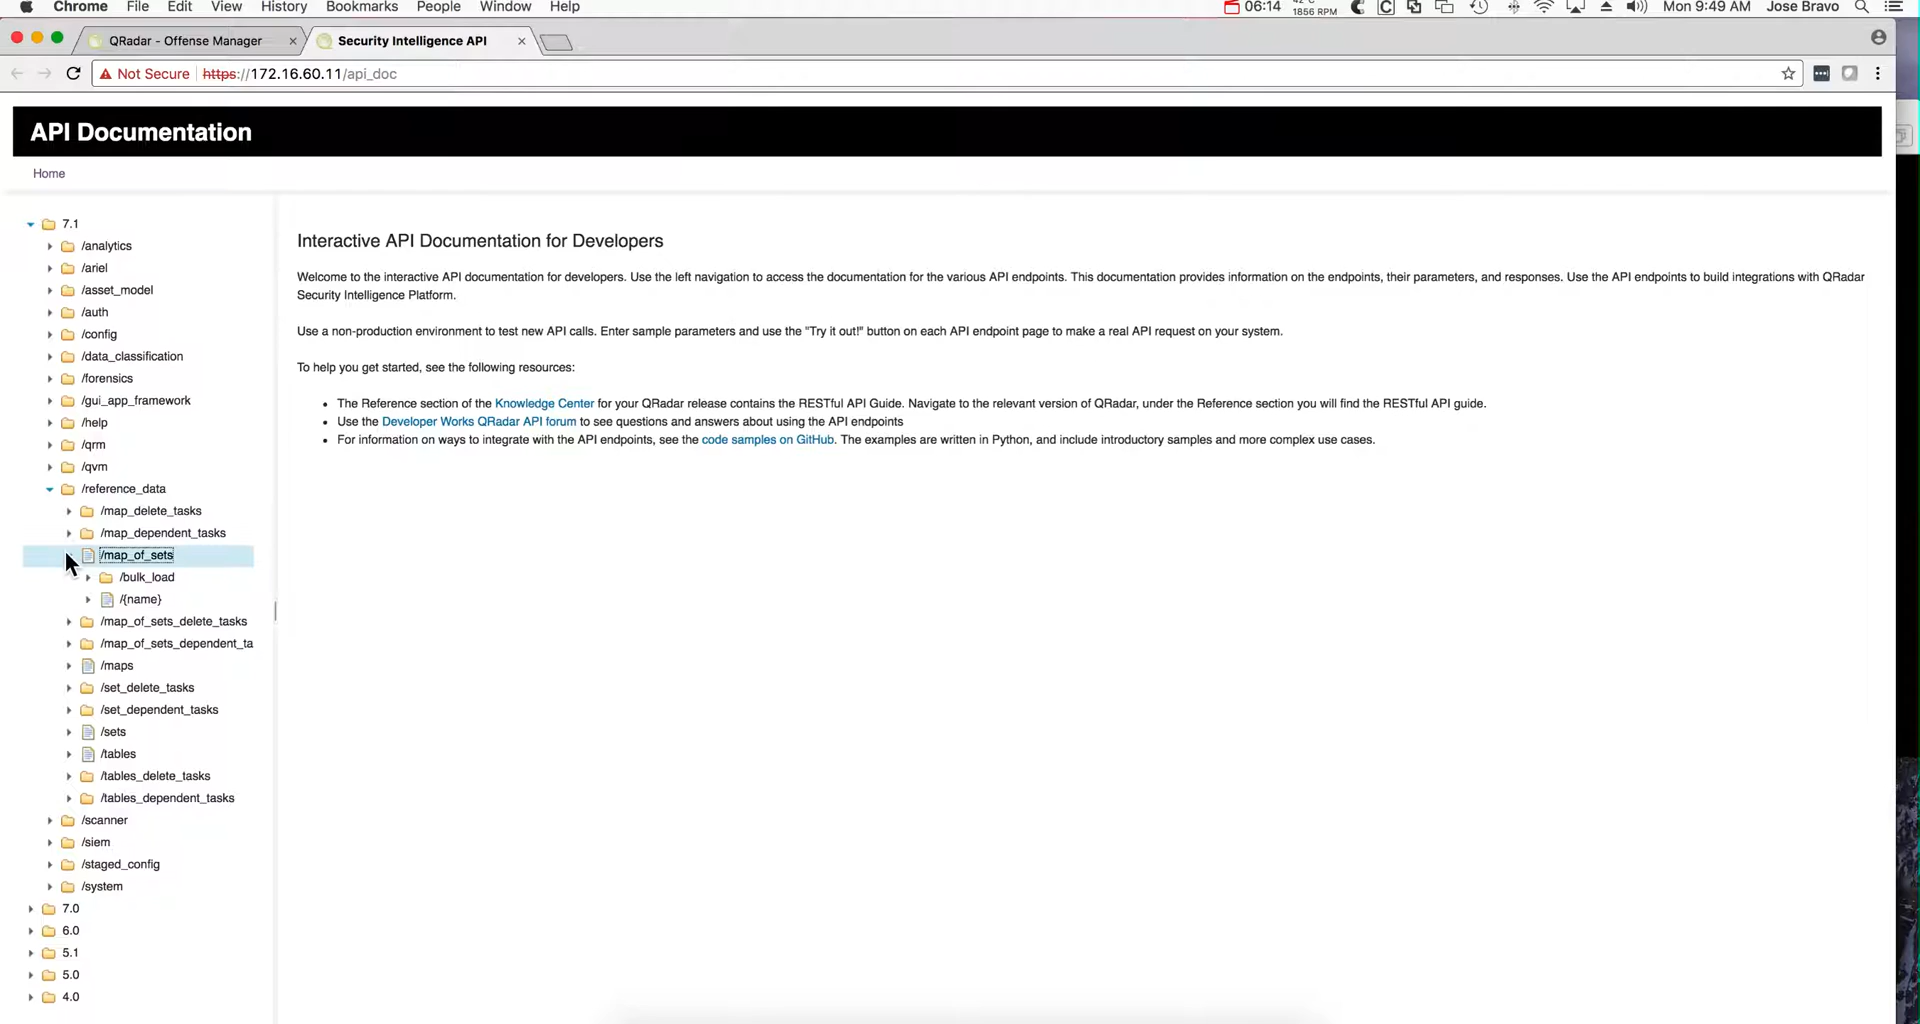 Chrome File Edit View History Bookmarks People Window Help 06:14 1856 RPM Mon 9:49 AM Jose Bravo
QRadar - Offense Manager × Security Intelligence API ×
Not Secure https://172.16.60.11/api_doc
API Documentation
Home
7.1
/analytics
/ariel
/asset_model
/auth
/config
/data_classification
/forensics
/gui_app_framework
/help
/qrm
/qvm
/reference_data
/map_delete_tasks
/map_dependent_tasks
/map_of_sets
/bulk_load
/{name}
/map_of_sets_delete_tasks
/map_of_sets_dependent_ta
/maps
/set_delete_tasks
/set_dependent_tasks
/sets
/tables
/tables_delete_tasks
/tables_dependent_tasks
/scanner
/siem
/staged_config
/system
7.0
6.0
5.1
5.0
4.0
Interactive API Documentation for Developers
Welcome to the interactive API documentation for developers. Use the left navigation to access the documentation for the various API endpoints. This documentation provides information on the endpoints, their parameters, and responses. Use the API endpoints to build integrations with QRadar
Security Intelligence Platform.
Use a non-production environment to test new API calls. Enter sample parameters and use the "Try it out!" button on each API endpoint page to make a real API request on your system.
To help you get started, see the following resources:
• The Reference section of the Knowledge Center for your QRadar release contains the RESTful API Guide. Navigate to the relevant version of QRadar, under the Reference section you will find the RESTful API guide.
• Use the Developer Works QRadar API forum to see questions and answers about using the API endpoints
• For information on ways to integrate with the API endpoints, see the code samples on GitHub. The examples are written in Python, and include introductory samples and more complex use cases.